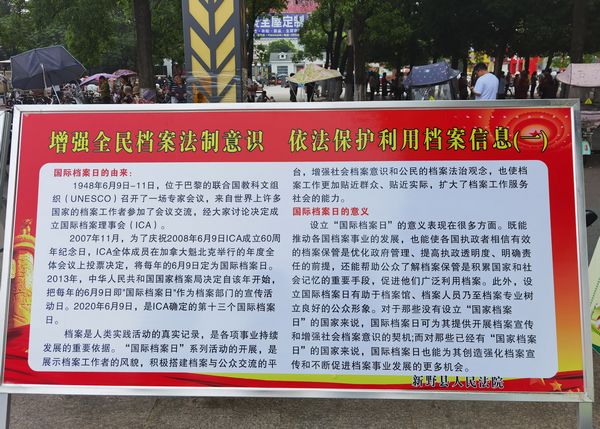 全屋定制
增强全民档案法制意识 依法保护利用档案信息(一)
国际档案日的由来：
1948年6月9日-11日，位于巴黎的联合国教科文组
织（UNESCO）召开了一场专家会议，来自世界上许多
国家的档案工作者参加了会议交流，经大家讨论决定成
立国际档案理事会（ICA）。
2007年11月，为了庆祝2008年6月9日ICA成立60周
年纪念日，ICA全体成员在加拿大魁北克举行的年度全
体会议上投票决定，将每年的6月9日定为国际档案日。
2013年，中华人民共和国国家档案局决定自该年开始，
把每年的6月9日即"国际档案日"作为档案部门的宣传活
动日。2020年6月9日，是ICA确定的第十三个国际档案
日。
档案是人类实践活动的真实记录，是各项事业持续
发展的重要依据。"国际档案日"系列活动的开展，是
展示档案工作者的风貌，积极搭建档案与公众交流的平
台，增强社会档案意识和公民的档案法治观念，也使档
案工作更加贴近群众、贴近实际，扩大了档案工作服务
社会的能力。
国际档案日的意义
设立"国际档案日"的意义表现在很多方面。既能
推动各国档案事业的发展，也能使各国执政者相信有效
的档案保管是优化政府管理、提高执政透明度、明确责
任的前提，还能帮助公众了解档案保管是积累国家和社
会记忆的重要手段，促进他们广泛利用档案。此外，设
立国际档案日有助于档案馆、档案人员乃至档案专业树
立良好的公众形象。对于那些没有设立"国家档案日"
的国家来说，国际档案日可为其提供开展档案宣传
和增强社会档案意识的契机;而对那些已经有"国家档案
日"的国家来说，国际档案日也能为其创造强化档案宣
传和不断促进档案事业发展的更多机会。
新野县人民法院